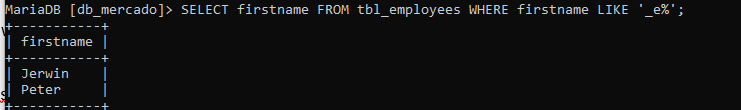 MariaDB [db_mercado]> SELECT firstname FROM tbl_employees WHERE firstname LIKE '_e%';
+-----------+
| firstname |
+-----------+
| Jerwin    |
| Peter     |
+-----------+